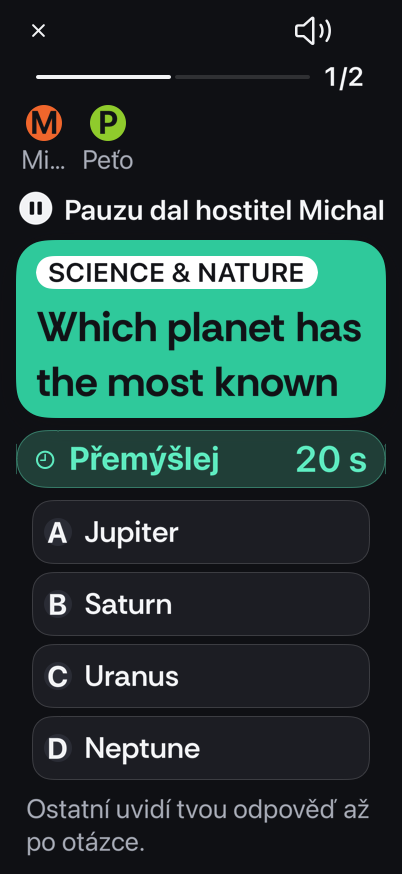 1/2
M P
Mi... Peťo
Pauzu dal hostitel Michal
SCIENCE & NATURE
Which planet has
the most known
Přemýšlej 20 s
A Jupiter
B Saturn
C Uranus
D Neptune
Ostatní uvidí tvou odpověď až
po otázce.